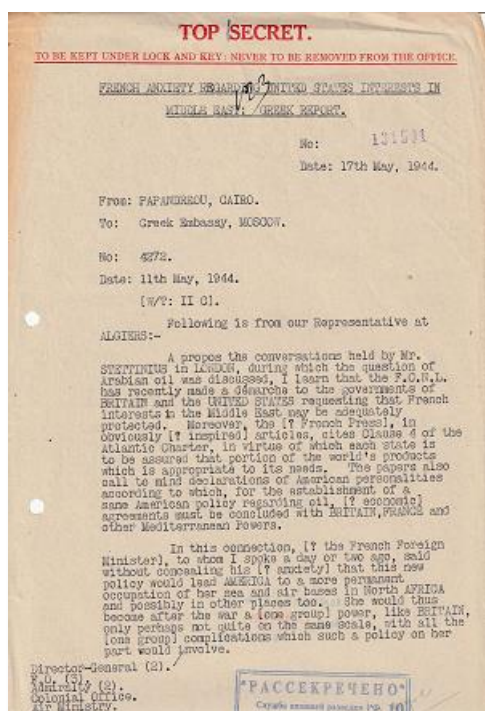 TOP SECRET.
TO BE KEPT UNDER LOCK AND KEY: NEVER TO BE REMOVED FROM THE OFFICE.
FRENCH ANXIETY REGARDING UNITED STATES INTERESTS IN
MIDDLE EAST: GREEK REPORT.
No: 131501
Date: 17th May, 1944.
From: PAPANDREOU, CAIRO.
To: Greek Embassy, MOSCOW.
No: 4272.
Date: 11th May, 1944.
[W/T: II C].
Following is from our Representative at
ALGIERS:-
A propos the conversations held by Mr.
STETTINIUS in LONDON, during which the question of
Arabian oil was discussed, I learn that the F.C.N.L.
has recently made a démarche to the governments of
BRITAIN and the UNITED STATES requesting that French
interests in the Middle East may be adequately
protected. Moreover, the [? French Press], in
obviously [? inspired] articles, cites Clause 4 of the
Atlantic Charter, in virtue of which each state is
to be assured that portion of the world's products
which is appropriate to its needs. The papers also
call to mind declarations of American personalities
according to which, for the establishment of a
sane American policy regarding oil, [? economic]
agreements must be concluded with BRITAIN, FRANCE and
other Mediterranean Powers.
In this connection, [? the French Foreign
Minister], to whom I spoke a day or two ago, said
without concealing his [? anxiety] that this new
policy would lead AMERICA to a more permanent
occupation of her sea and air bases in North AFRICA
and possibly in other places too. She would thus
become after the war a [one group] power, like BRITAIN,
only perhaps not quite on the same scale, with all the
[one group] complications which such a policy on her
part would involve.
Director-General (2).
F.O. (3).
Admiralty (2).
Colonial Office.
Air Ministry.
"РАССЕКРЕЧЕНО"
Служба внешней разведки РФ